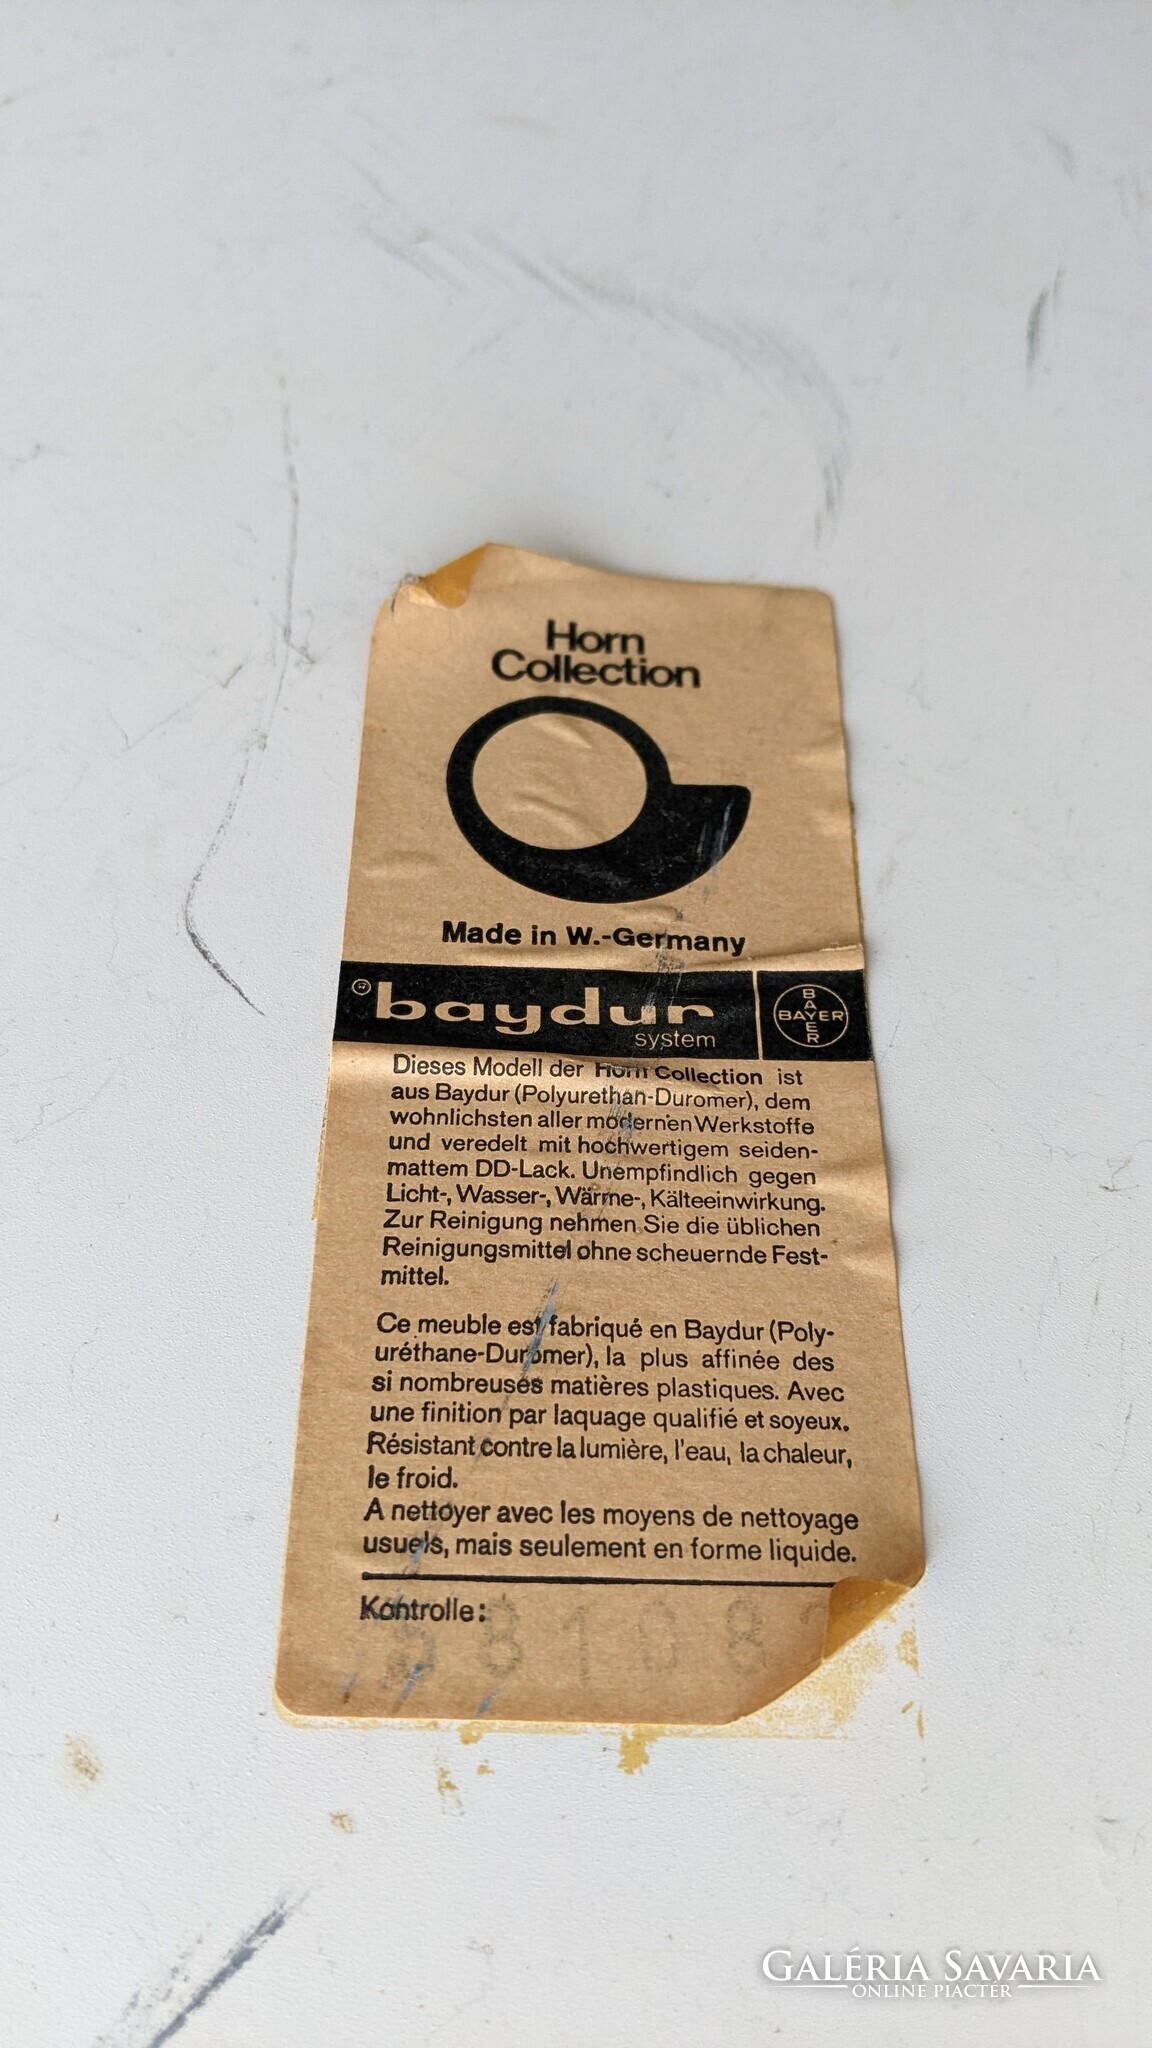 Horn
Collection
Made in W.-Germany
® baydur
system
BAYER
BAYER
Dieses Modell der Horn Collection ist
aus Baydur (Polyurethan-Duromer), dem
wohnlichsten aller modernen Werkstoffe
und veredelt mit hochwertigem seiden-
mattem DD-Lack. Unempfindlich gegen
Licht-, Wasser-, Wärme-, Kälteeinwirkung.
Zur Reinigung nehmen Sie die üblichen
Reinigungsmittel ohne scheuernde Fest-
mittel.
Ce meuble est fabriqué en Baydur (Poly-
uréthane-Duromer), la plus affinée des
si nombreuses matières plastiques. Avec
une finition par laquage qualifié et soyeux.
Résistant contre la lumière, l'eau, la chaleur,
le froid.
A nettoyer avec les moyens de nettoyage
usuels, mais seulement en forme liquide.
Kontrolle:
GALÉRIA SAVARIA
ONLINE PIACTÉR